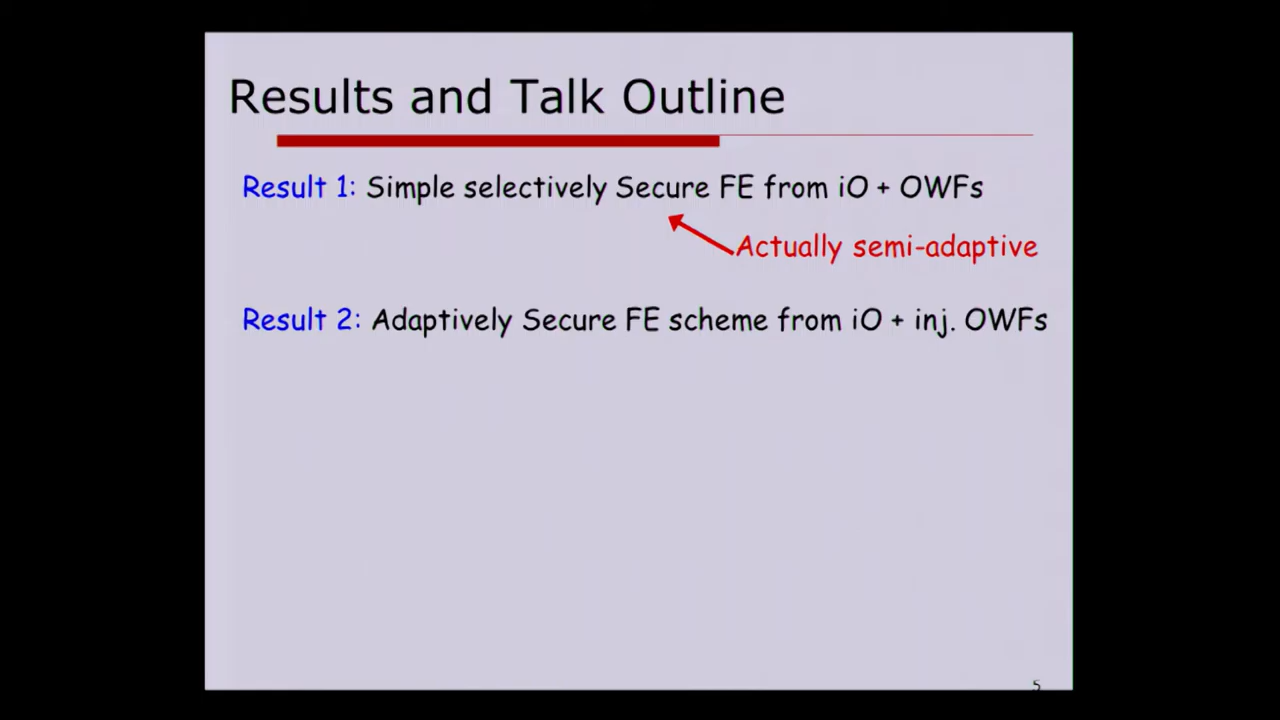 Results and Talk Outline
Result 1: Simple selectively Secure FE from iO + OWFs
Actually semi-adaptive
Result 2: Adaptively Secure FE scheme from iO + inj. OWFs
5